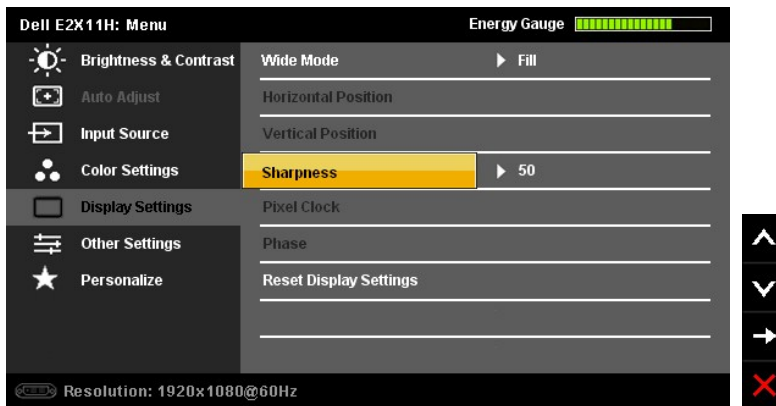 Dell E2X11H: Menu
Energy Gauge
Brightness & Contrast
Auto Adjust
Input Source
Color Settings
Display Settings
Other Settings
Personalize
Wide Mode Fill
Horizontal Position
Vertical Position
Sharpness 50
Pixel Clock
Phase
Reset Display Settings
Resolution: 1920x1080@60Hz